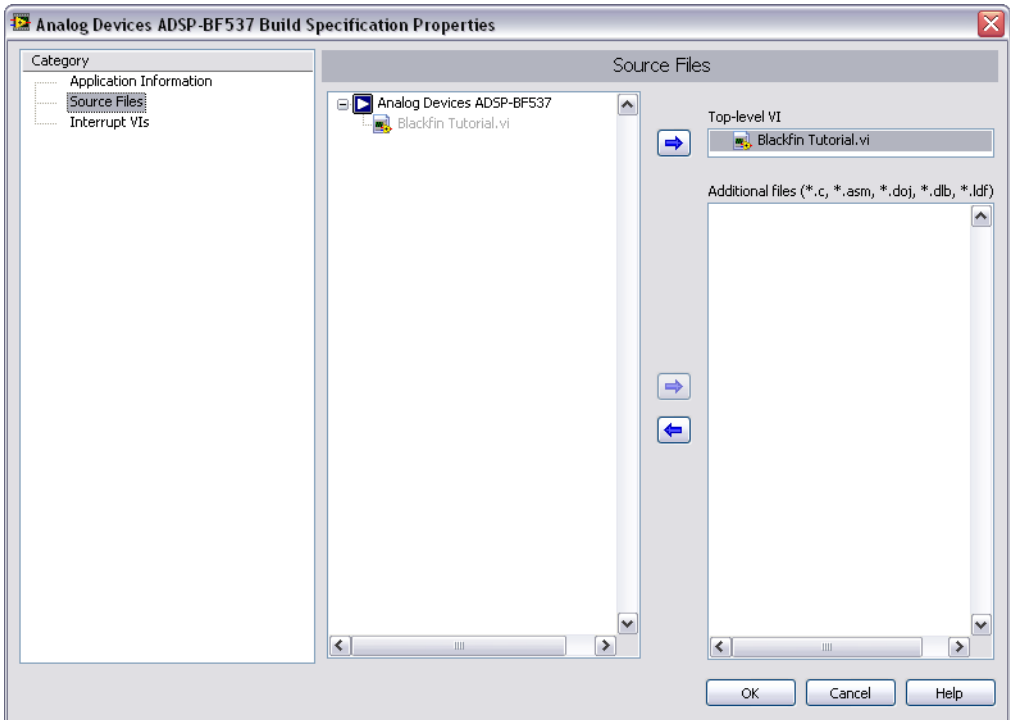 Analog Devices ADSP-BF537 Build Specification Properties
Category
Application Information
Source Files
Interrupt VIs
Source Files
Analog Devices ADSP-BF537
Blackfin Tutorial.vi
Top-level VI
Blackfin Tutorial.vi
Additional files (*.c, *.asm, *.doj, *.dlb, *.ldf)
OK
Cancel
Help